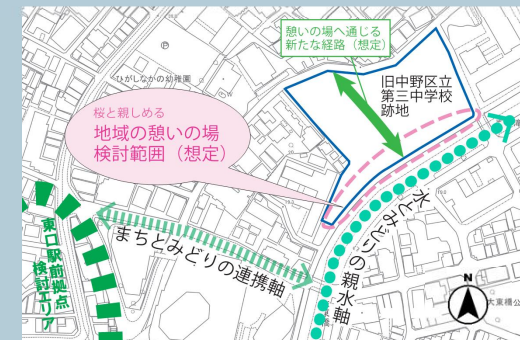 憩いの場へ通じる
新たな経路（想定）
旧中野区立
第三中学校
跡地
ひがしなかの幼稚園
桜と親しめる
地域の憩いの場
検討範囲（想定）
まちとみどりの連携軸
水とみどりの親水軸
東口駅前拠点
検討エリア
N
大東橋公